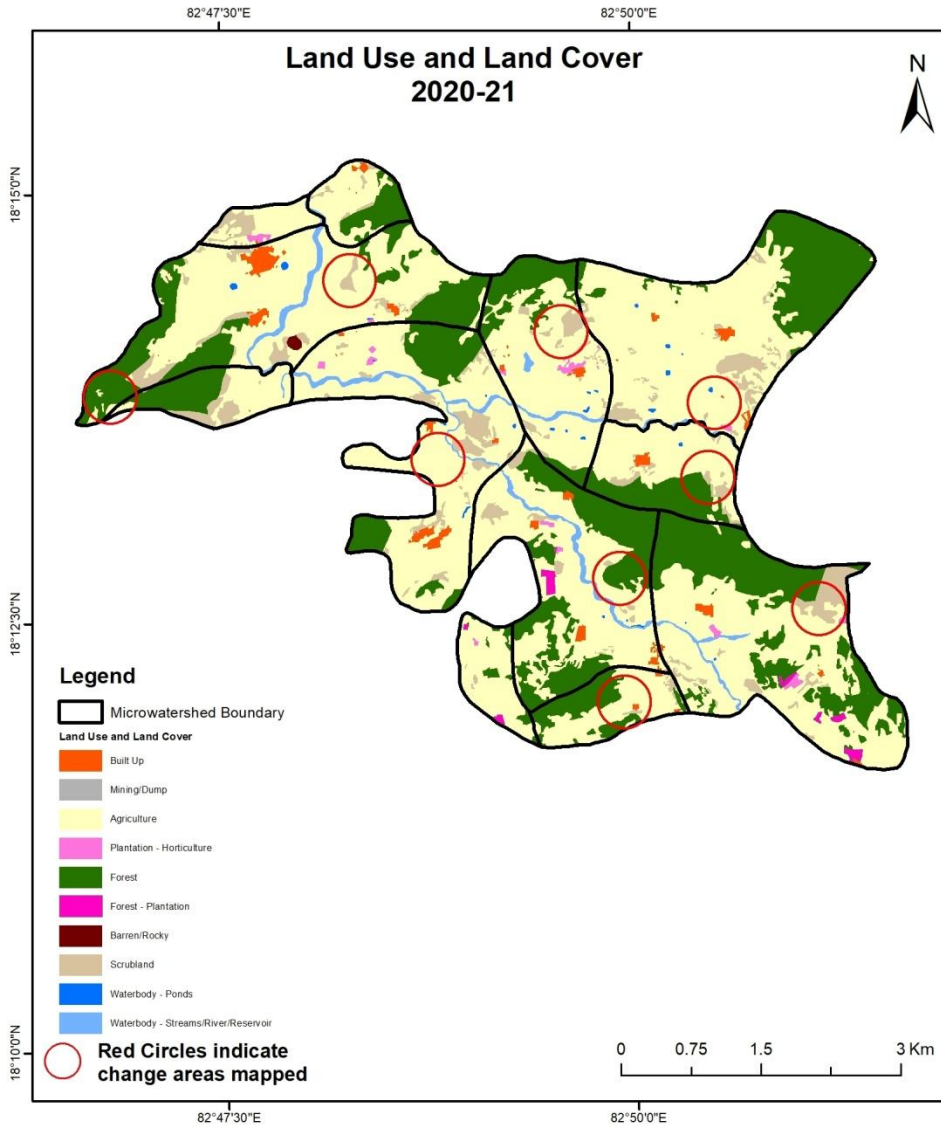 82°47'30"E
82°50'0"E
Land Use and Land Cover
2020-21
N
18°15'0"N
18°12'30"N
18°10'0"N
Legend
Microwatershed Boundary
Land Use and Land Cover
Built Up
Mining/Dump
Agriculture
Plantation - Horticulture
Forest
Forest - Plantation
Barren/Rocky
Scrubland
Waterbody - Ponds
Waterbody - Streams/River/Reservoir
Red Circles indicate
change areas mapped
0 0.75 1.5 3 Km
82°47'30"E
82°50'0"E